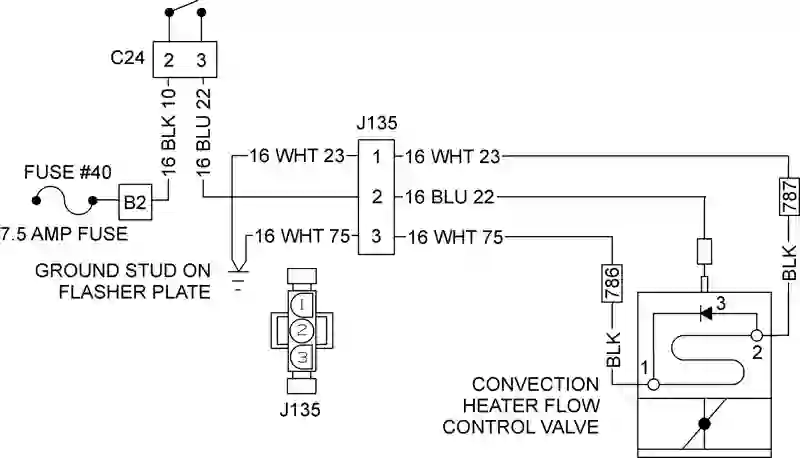 C24
2 3
16 BLK 10
16 BLU 22
J135
16 WHT 23 1 16 WHT 23
FUSE #40
B2
7.5 AMP FUSE
2 16 BLU 22
787
16 WHT 75 3 16 WHT 75
GROUND STUD ON
FLASHER PLATE
786
BLK
1
2
3
J135
3
BLK
1
2
CONVECTION
HEATER FLOW
CONTROL VALVE